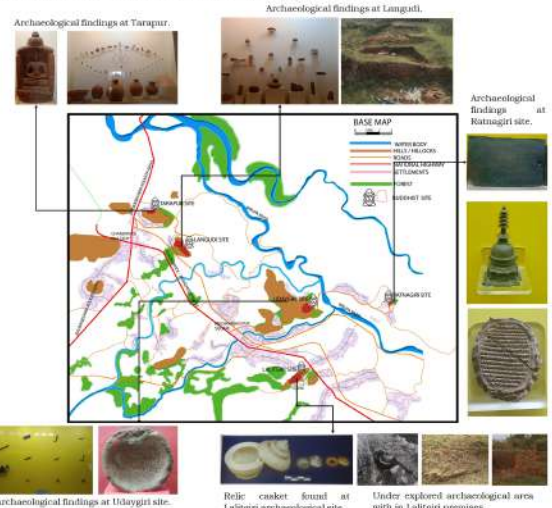 Archaeological findings at Tarapur.
Archaeological findings at Langudi.
Archaeological
findings at
Ratnagiri site.
BASE MAP
WATER BODY
HILLS / HILLOCKS
ROADS
NATIONAL HIGHWAY
SETTLEMENTS
FOREST
BUDDHIST SITE
TARAPUR SITE
LANGUDI SITE
RATNAGIRI SITE
Archaeological findings at Udaygiri site.
Relic casket found at
Lalitgiri archaeological site
Under explored archaeological area
with in Lalitgiri premises